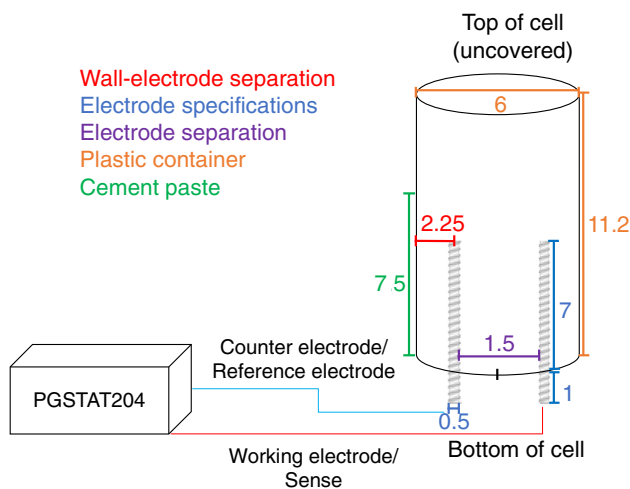 Top of cell
(uncovered)
Wall-electrode separation
Electrode specifications
Electrode separation
Plastic container
Cement paste
6
2.25
11.2
7.5
7
1.5
Counter electrode/
Reference electrode
PGSTAT204
1
0.5
Bottom of cell
Working electrode/
Sense